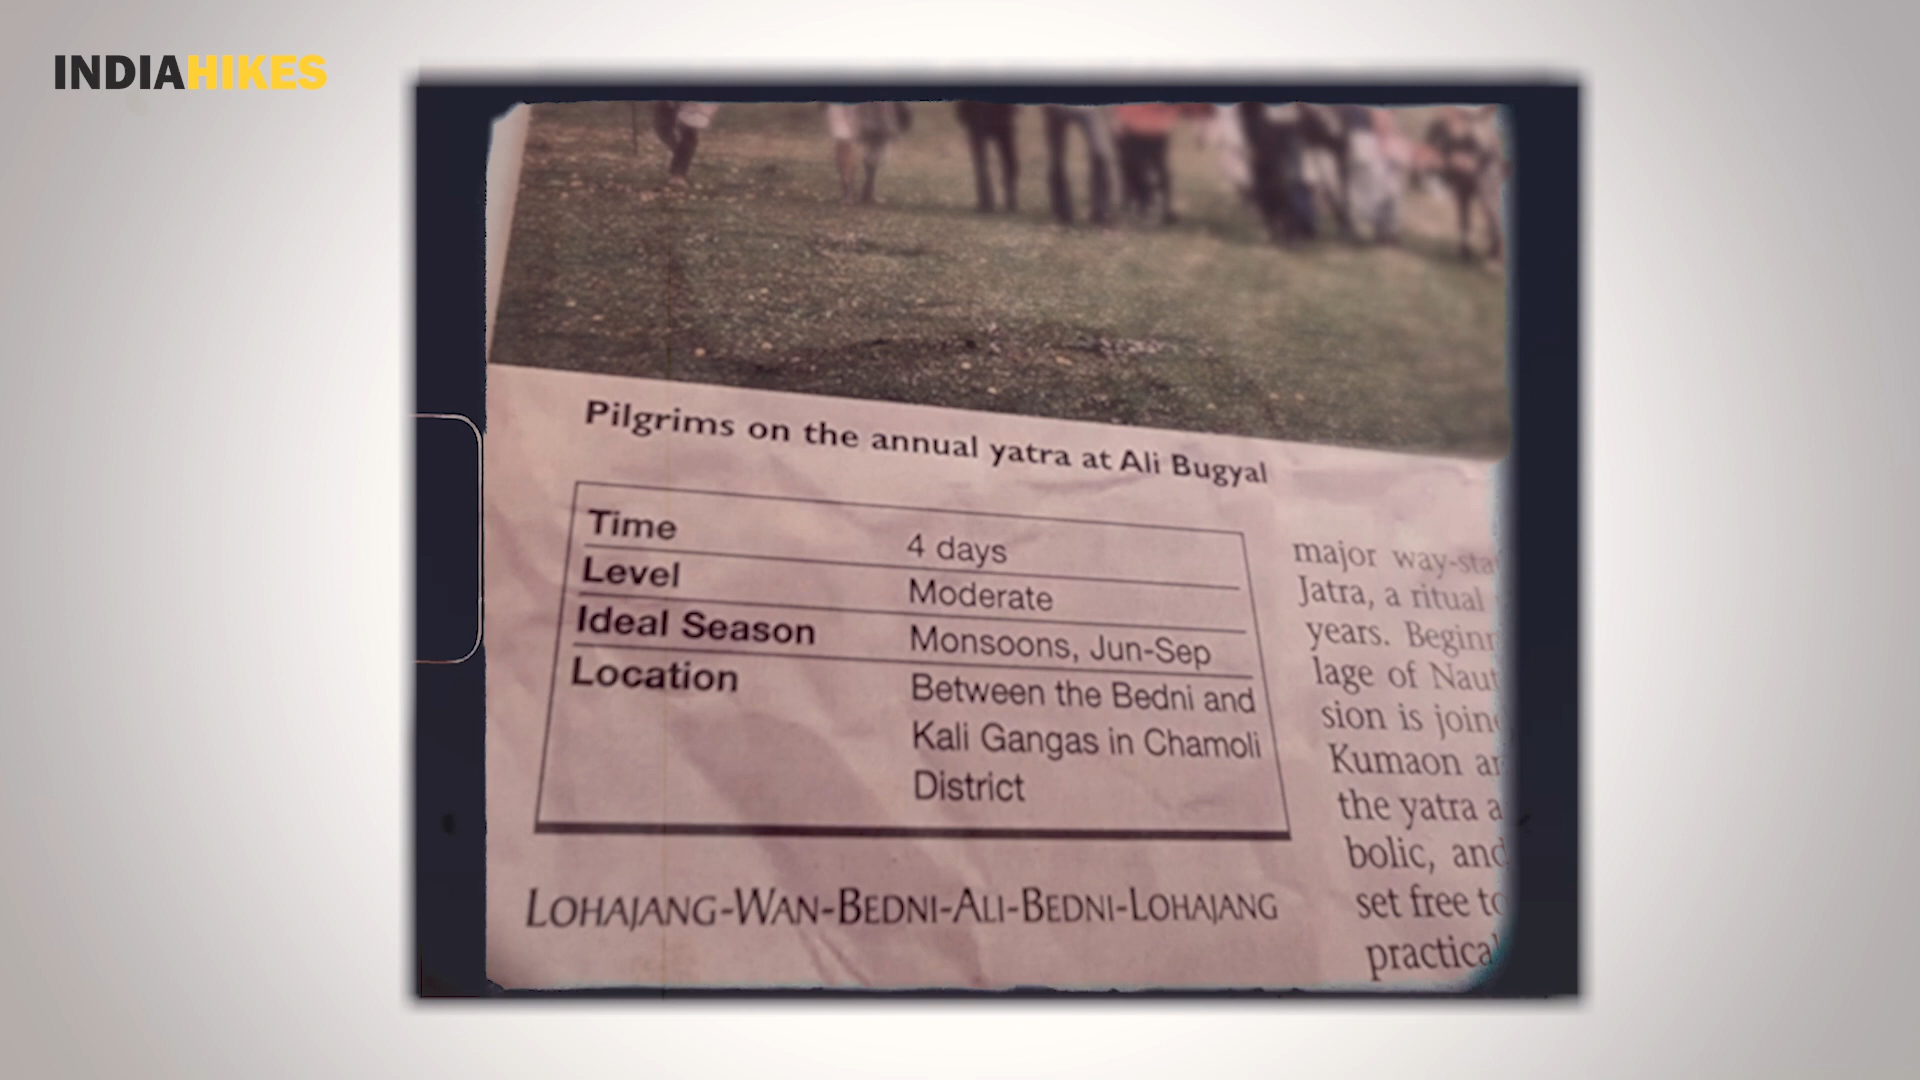 INDIAHIKES
Pilgrims on the annual yatra at Ali Bugyal
Time 4 days
Level Moderate
Ideal Season Monsoons, Jun-Sep
Location Between the Bedni and
Kali Gangas in Chamoli
District
LOHAJANG-WAN-BEDNI-ALI-BEDNI-LOHAJANG
major
Jatra, a ritual
years.
lage of
sion is
Kumaon
the yatra
bolic, and
set free